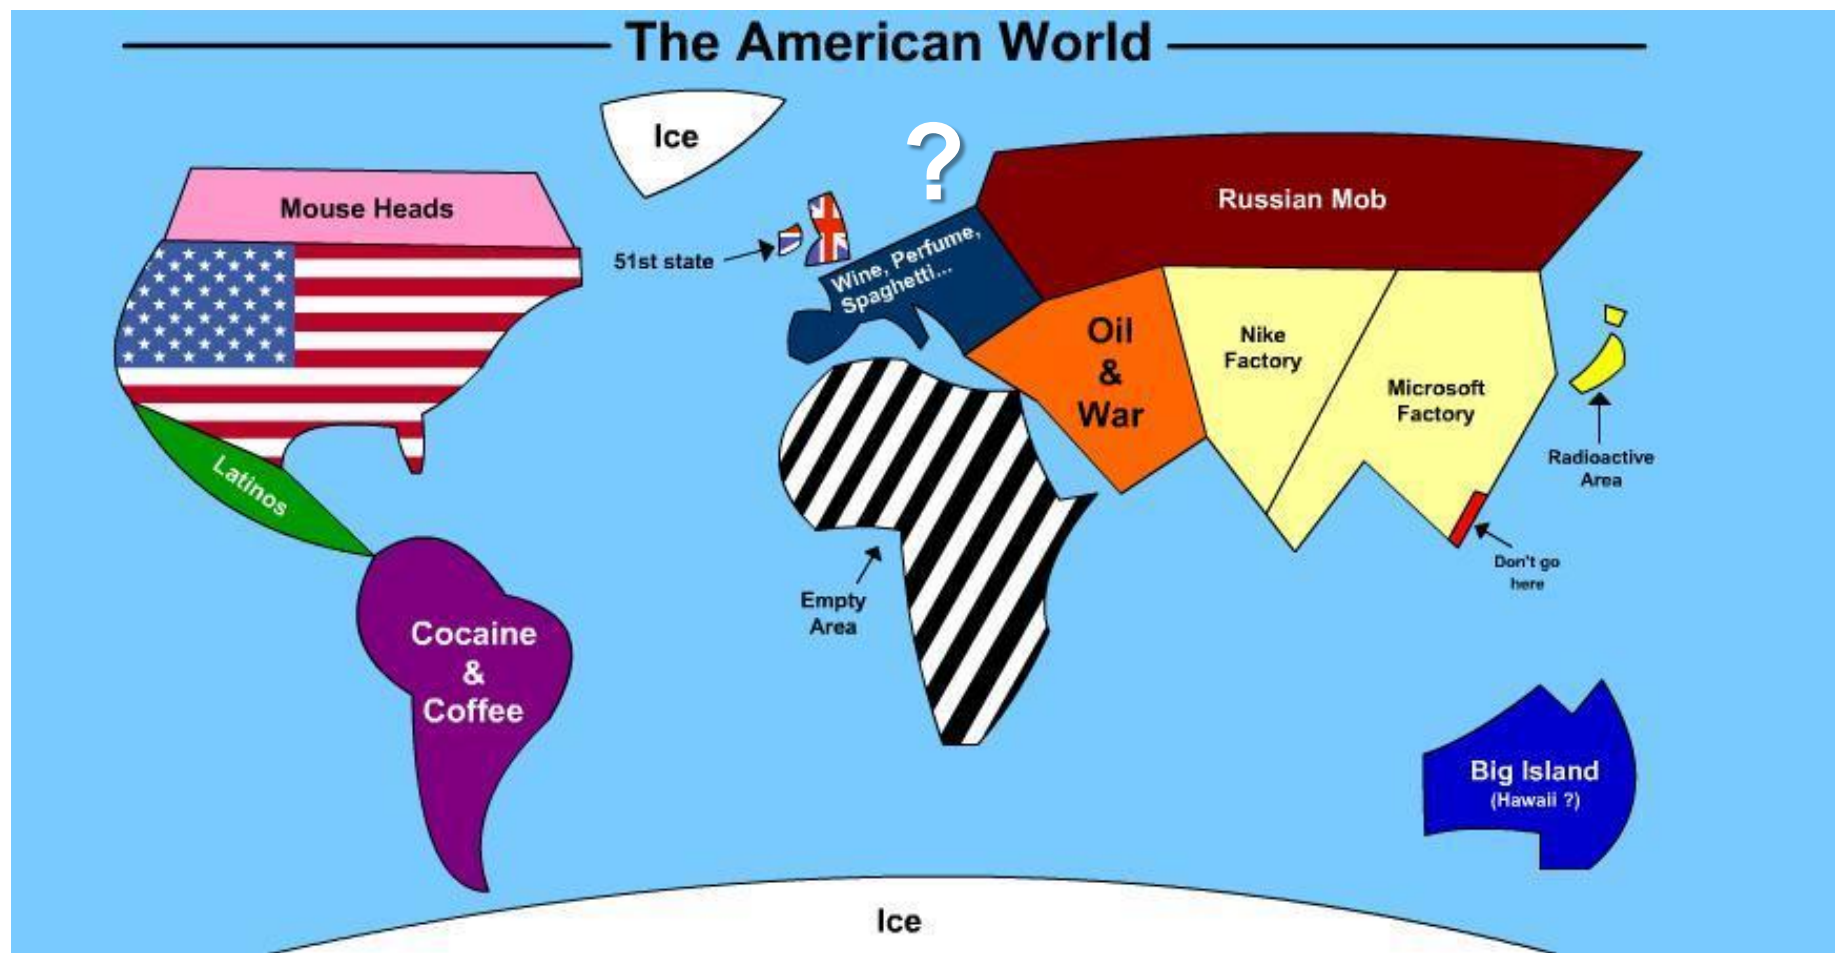 The American World
Ice
?
Mouse Heads
Russian Mob
51st state
Wine, Perfume,
Spaghetti...
Oil
&
War
Nike
Factory
Microsoft
Factory
Radioactive
Area
Latinos
Don't go
here
Empty
Area
Cocaine
&
Coffee
Big Island
(Hawaii ?)
Ice